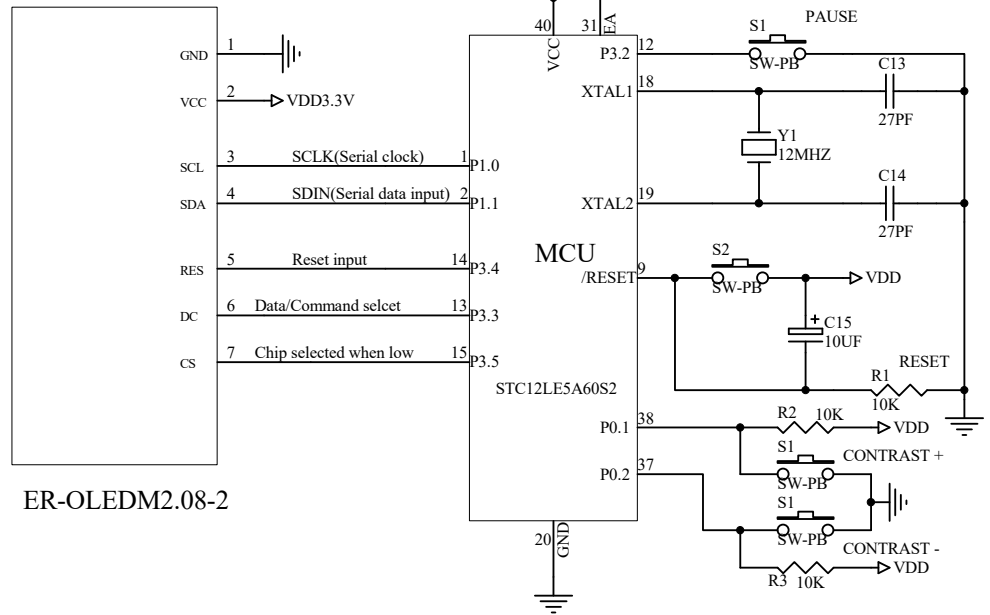 40
31
VCC
EA
PAUSE
S1
P3.2
12
SW-PB
GND
1
VCC
2
VDD3.3V
XTAL1
18
C13
27PF
Y1
12MHZ
SCL
3
SCLK(Serial clock)
1
P1.0
SDA
4
SDIN(Serial data input)
2
P1.1
XTAL2
19
C14
27PF
MCU
RES
5
Reset input
14
P3.4
/RESET
9
S2
SW-PB
VDD
DC
6
Data/Command selcet
13
P3.3
+
C15
10UF
CS
7
Chip selected when low
15
P3.5
RESET
R1
10K
STC12LE5A60S2
P0.1
38
R2
10K
VDD
S1
CONTRAST +
SW-PB
P0.2
37
S1
SW-PB
CONTRAST -
R3
10K
VDD
ER-OLEDM2.08-2
20
GND